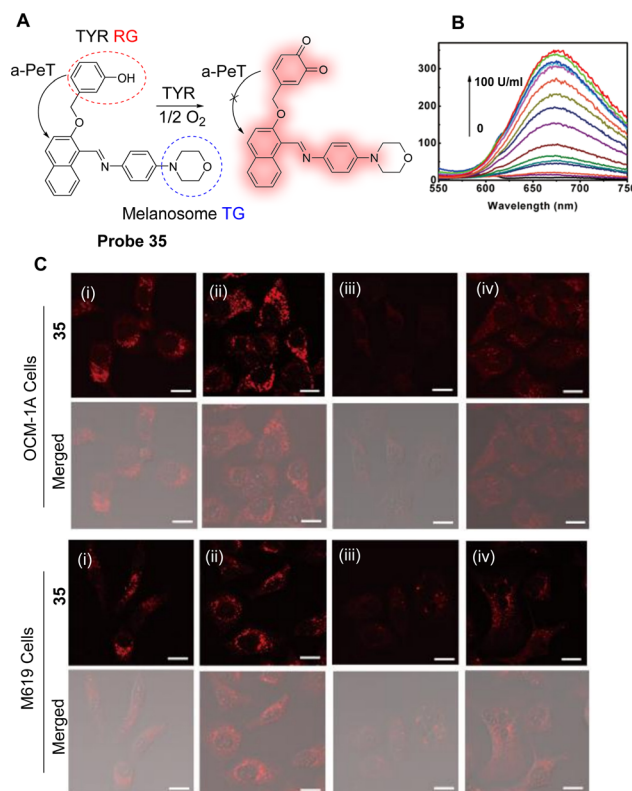 A
TYR RG
a-PeT
OH
O
N
N
O
Melanosome TG
Probe 35
TYR
1/2 O₂
a-PeT
O
O
O
N
N
O
B
300
200
100
0
100 U/ml
0
550 600 650 700 750
Wavelength (nm)
C
OCM-1A Cells
35
(i) (ii) (iii) (iv)
Merged
M619 Cells
35
(i) (ii) (iii) (iv)
Merged